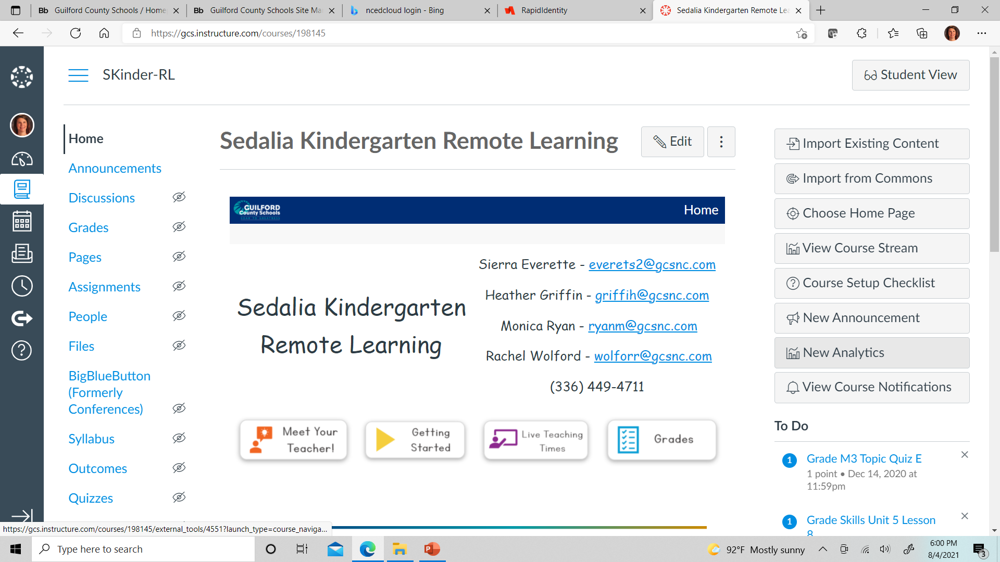 Guilford County Schools / Home
Guilford County Schools Site Ma
ncedcloud login - Bing
RapidIdentity
Sedalia Kindergarten Remote Le
https://gcs.instructure.com/courses/198145
SKinder-RL
Student View
Home
Announcements
Discussions
Grades
Pages
Assignments
People
Files
BigBlueButton
(Formerly
Conferences)
Syllabus
Outcomes
Quizzes
Sedalia Kindergarten Remote Learning
Edit
GUILFORD
County Schools
Home
Sedalia Kindergarten
Remote Learning
Sierra Everette - everets2@gcsnc.com
Heather Griffin - griffih@gcsnc.com
Monica Ryan - ryanm@gcsnc.com
Rachel Wolford - wolforr@gcsnc.com
(336) 449-4711
Meet Your
Teacher!
Getting
Started
Live Teaching
Times
Grades
Import Existing Content
Import from Commons
Choose Home Page
View Course Stream
Course Setup Checklist
New Announcement
New Analytics
View Course Notifications
To Do
1
Grade M3 Topic Quiz E
1 point • Dec 14, 2020 at
11:59pm
1
Grade Skills Unit 5 Lesson
8
https://gcs.instructure.com/courses/198145/external_tools/4551?launch_type=course_naviga...
Type here to search
92°F Mostly sunny
6:00 PM
8/4/2021
3